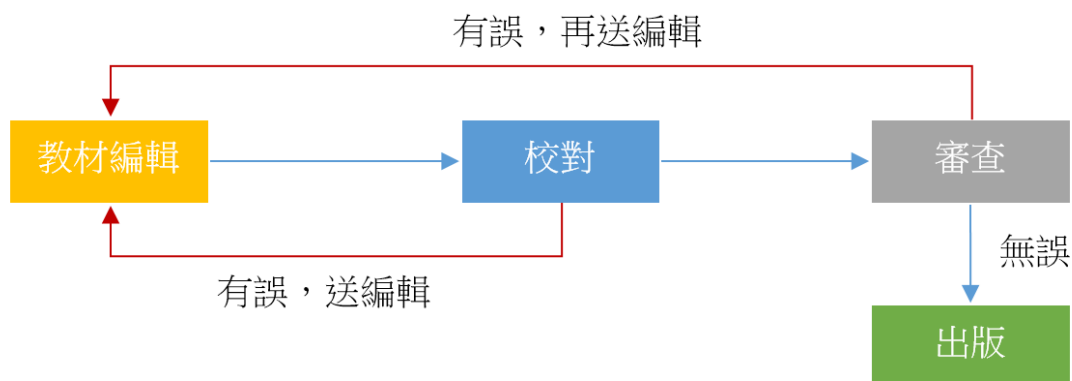 有誤，再送編輯
教材編輯
校對
審查
有誤，送編輯
無誤
出版